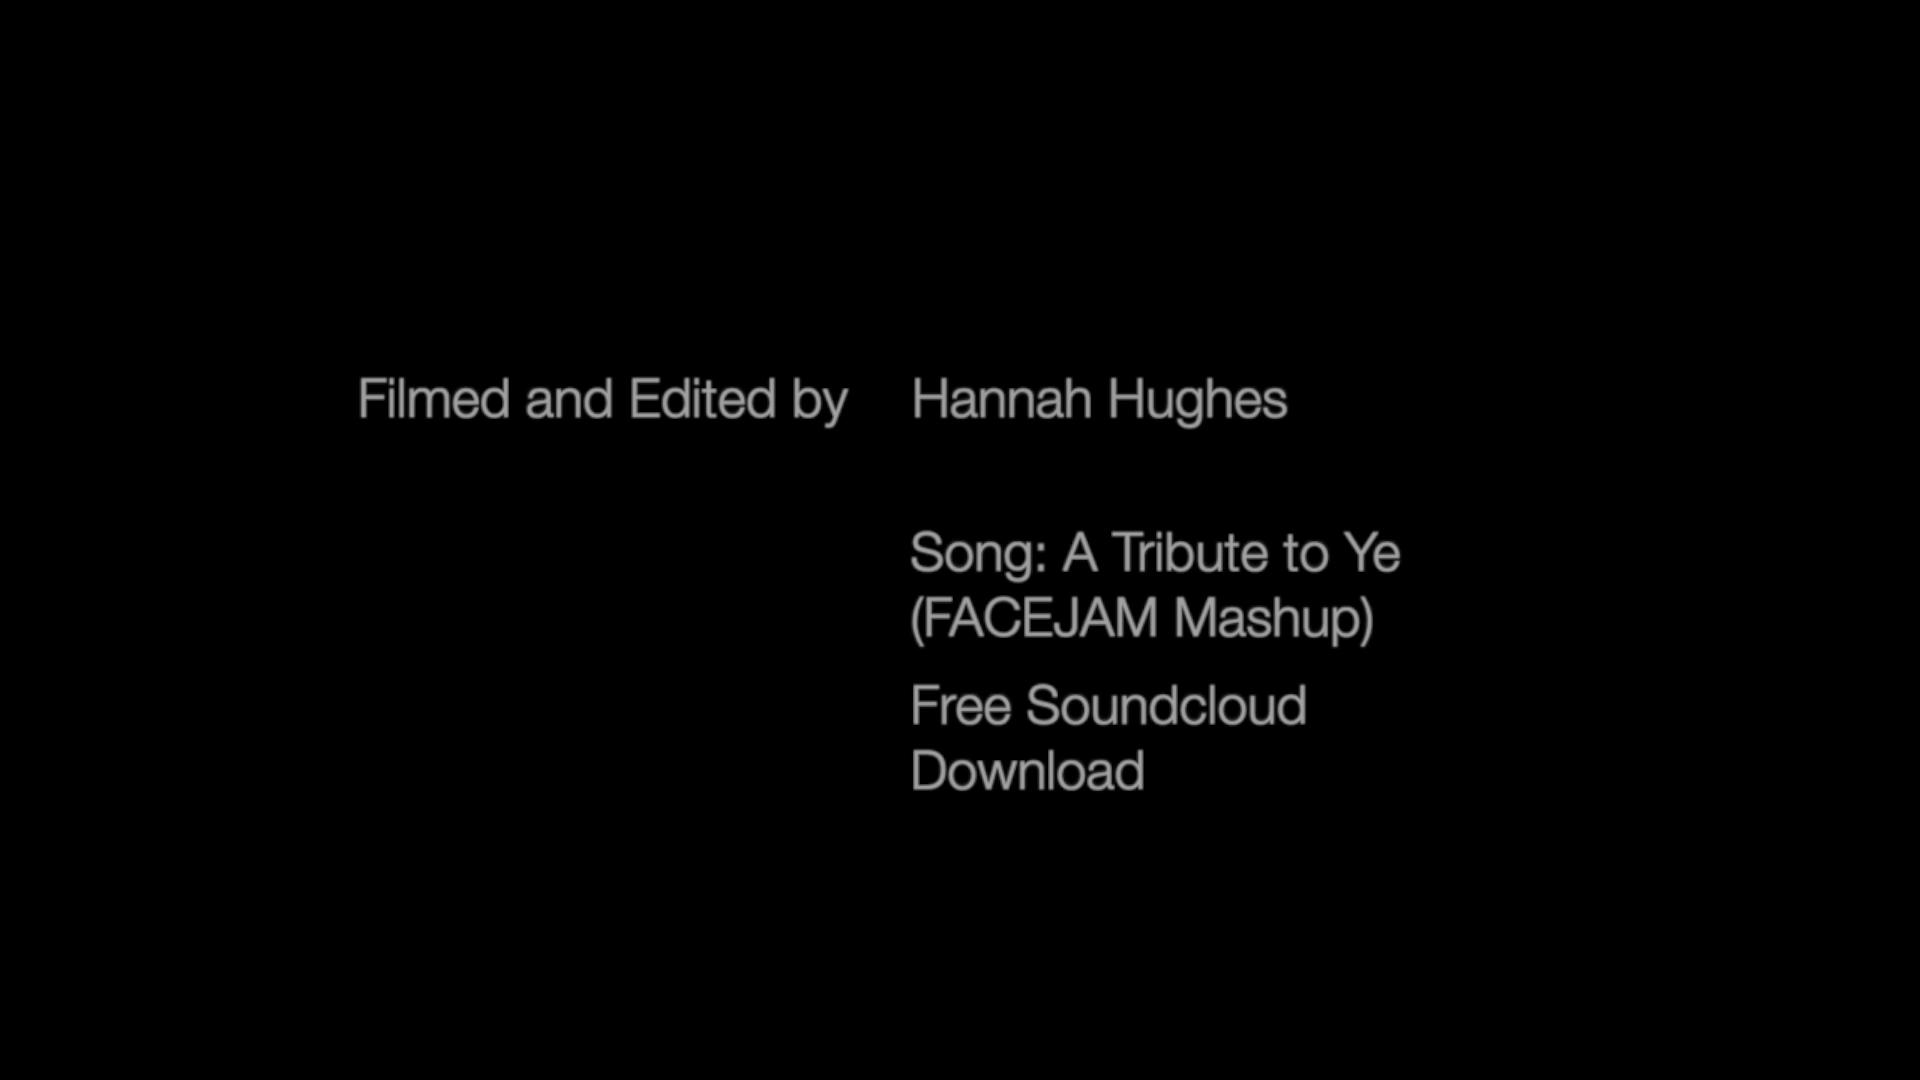 Filmed and Edited by Hannah Hughes
Song: A Tribute to Ye
(FACEJAM Mashup)
Free Soundcloud
Download